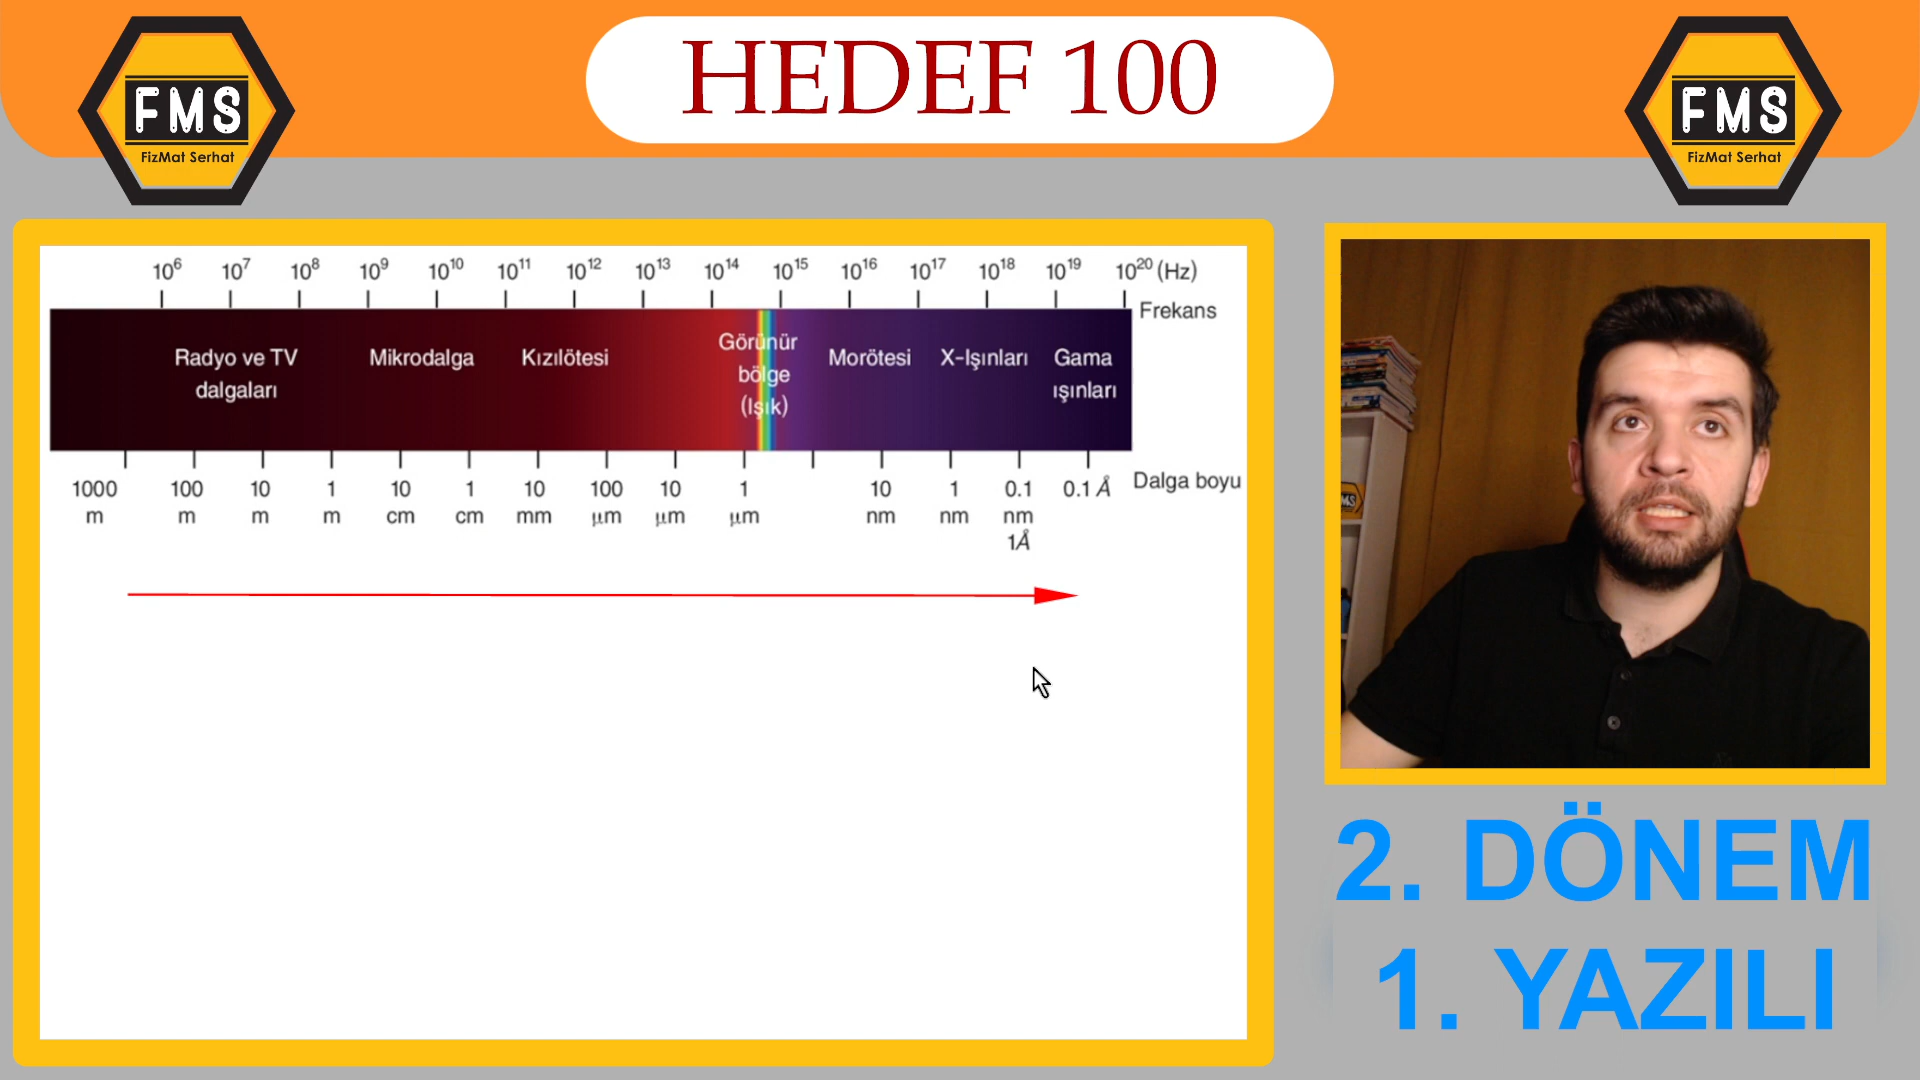 HEDEF 100
FMS
FizMat Serhat
FMS
FizMat Serhat
10⁶ 10⁷ 10⁸ 10⁹ 10¹⁰ 10¹¹ 10¹² 10¹³ 10¹⁴ 10¹⁵ 10¹⁶ 10¹⁷ 10¹⁸ 10¹⁹ 10²⁰ (Hz)
Frekans
Radyo ve TV
dalgaları
Mikrodalga
Kızılötesi
Görünür
bölge
(Işık)
Morötesi
X-Işınları
Gama
ışınları
1000 100 10 1 10 1 10 100 10 1 10 1 0.1 0.1 Å Dalga boyu
m m m m cm cm mm µm µm µm nm nm nm
1Å
MS
2. DÖNEM
1. YAZILI